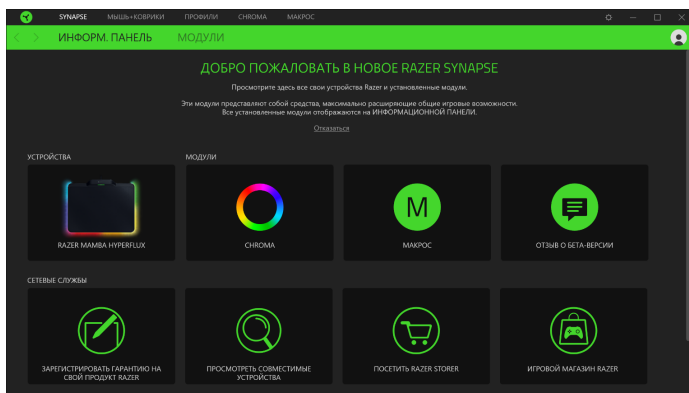 SYNAPSE МЫШЬ+КОВРИКИ ПРОФИЛИ CHROMA МАКРОС
ИНФОРМ. ПАНЕЛЬ МОДУЛИ
ДОБРО ПОЖАЛОВАТЬ В НОВОЕ RAZER SYNAPSE
Просмотрите здесь все свои устройства Razer и установленные модули.
Эти модули представляют собой средства, максимально расширяющие общие игровые возможности.
Все установленные модули отображаются на ИНФОРМАЦИОННОЙ ПАНЕЛИ.
Отказаться
УСТРОЙСТВА МОДУЛИ
M
RAZER MAMBA HYPERFLUX CHROMA МАКРОС ОТЗЫВ О БЕТА-ВЕРСИИ
СЕТЕВЫЕ СЛУЖБЫ
ЗАРЕГИСТРИРОВАТЬ ГАРАНТИЮ НА
СВОЙ ПРОДУКТ RAZER
ПРОСМОТРЕТЬ СОВМЕСТИМЫЕ
УСТРОЙСТВА
ПОСЕТИТЬ RAZER STORER
ИГРОВОЙ МАГАЗИН RAZER